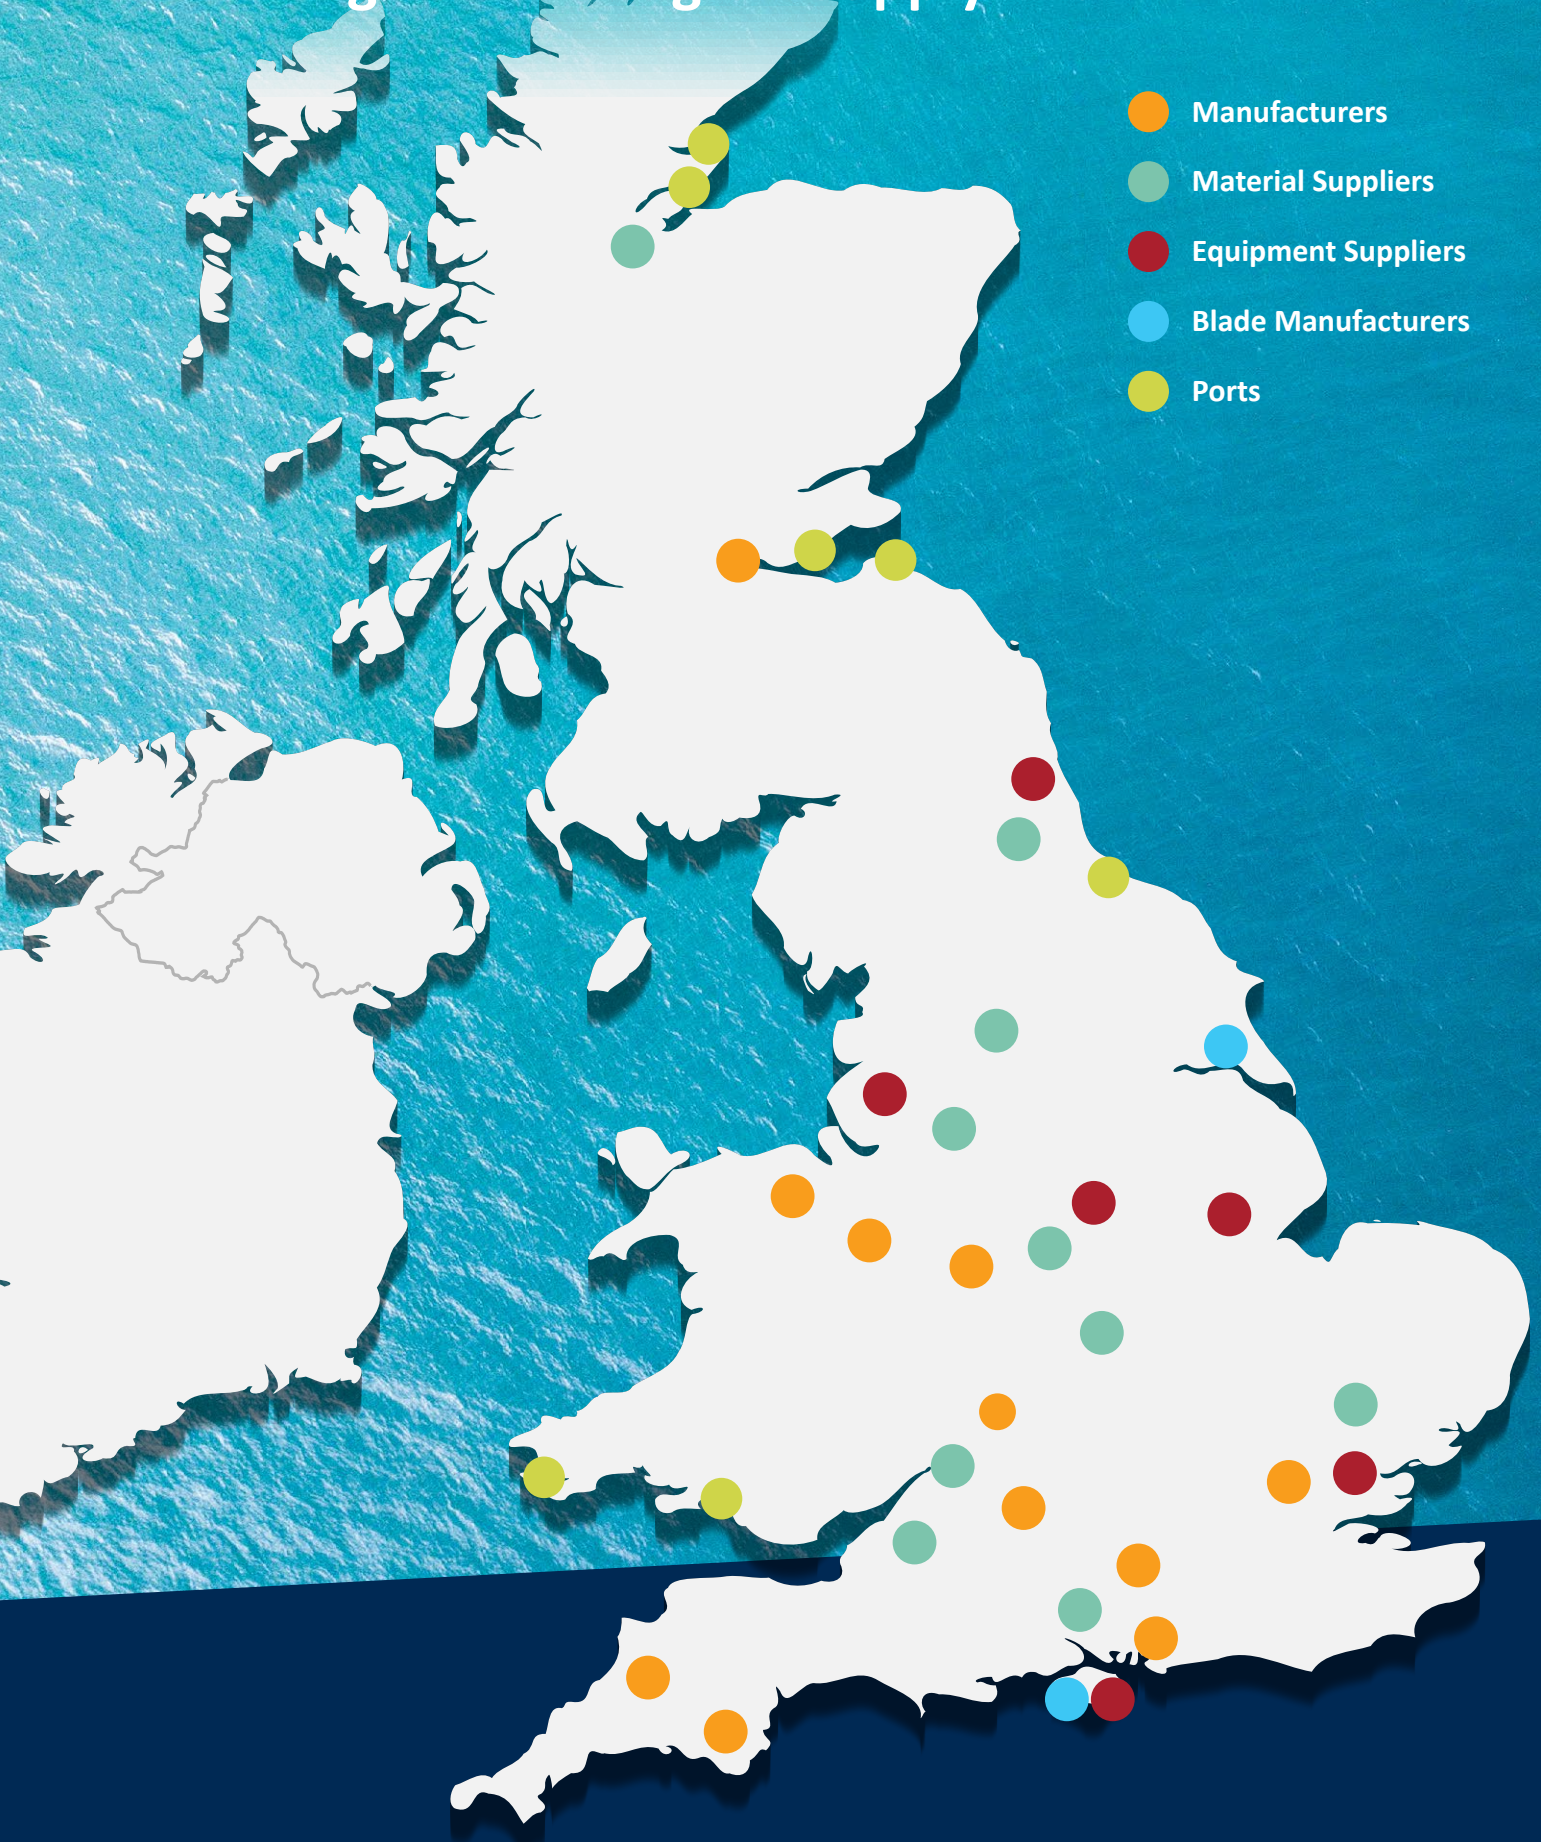 Manufacturers
Material Suppliers
Equipment Suppliers
Blade Manufacturers
Ports